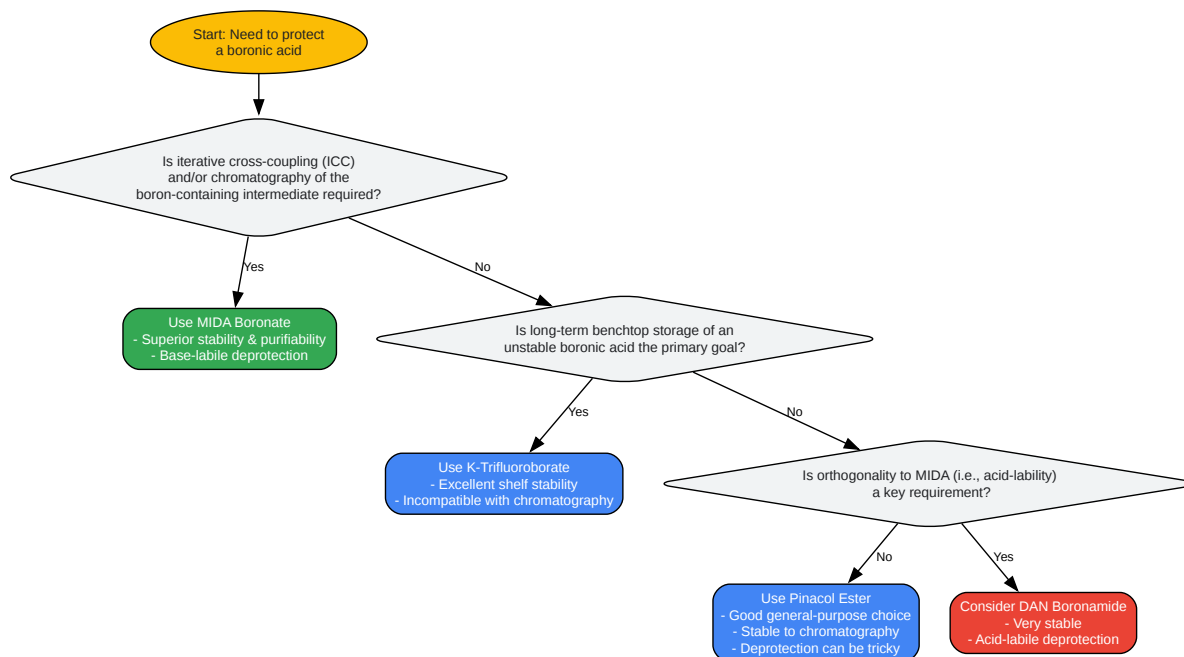 Start: Need to protect
a boronic acid
Is iterative cross-coupling (ICC)
and/or chromatography of the
boron-containing intermediate required?
Yes
No
Use MIDA Boronate
- Superior stability & purifiability
- Base-labile deprotection
Is long-term benchtop storage of an
unstable boronic acid the primary goal?
Yes
No
Use K-Trifluoroborate
- Excellent shelf stability
- Incompatible with chromatography
Is orthogonality to MIDA (i.e., acid-lability)
a key requirement?
No
Yes
Use Pinacol Ester
- Good general-purpose choice
- Stable to chromatography
- Deprotection can be tricky
Consider DAN Boronamide
- Very stable
- Acid-labile deprotection